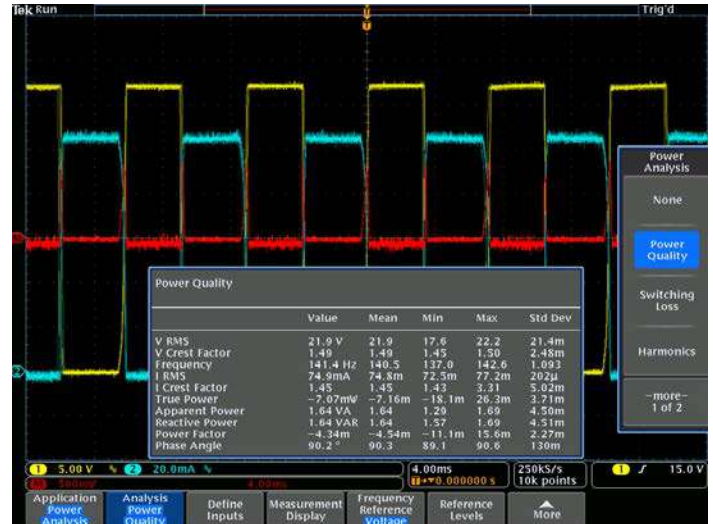 Tek Run Trig'd
Power Analysis
None
Power Quality
Switching Loss
Harmonics
-more-
1 of 2
Power Quality
Value Mean Min Max Std Dev
V RMS 21.9 V 21.9 17.6 22.2 21.4m
V Crest Factor 1.49 1.49 1.45 1.50 2.48m
Frequency 141.4 Hz 140.5 137.0 142.6 1.093
I RMS 74.9mA 74.8m 72.5m 77.2m 202µ
I Crest Factor 1.45 1.45 1.43 3.31 5.02m
True Power -7.07mW -7.16m -18.1m 26.3m 3.71m
Apparent Power 1.64 VA 1.64 1.29 1.69 4.50m
Reactive Power 1.64 VAR 1.64 1.57 1.69 4.51m
Power Factor -4.34m -4.54m -11.1m 15.6m 2.27m
Phase Angle 90.2 ° 90.3 89.1 90.6 130m
1 5.00 V 2 20.0mA 4.00ms 250kS/s 1 15.0 V
500mW 4.00ms 0.000000 s 10k points
Application Power Analysis
Analysis Power Quality
Define Inputs
Measurement Display
Frequency Reference Voltage
Reference Levels
More